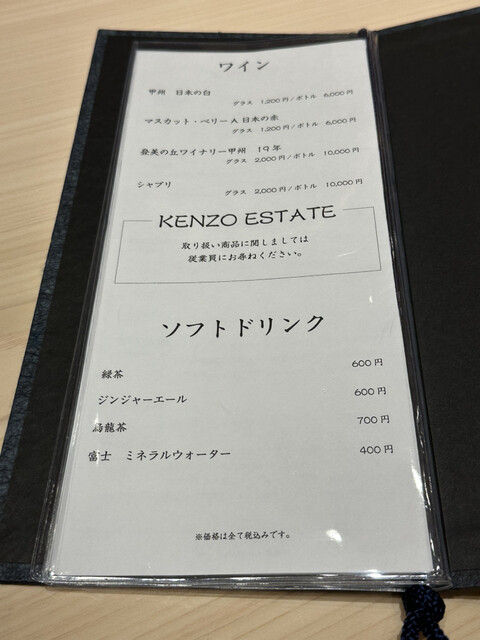 ワイン
甲州 日本の白
グラス 1,200円/ボトル 6,000円
マスカット・ベリーA 日本の赤
グラス 1,200円/ボトル 6,000円
登美の丘ワイナリー甲州 19年
グラス 2,000円/ボトル 10,000円
シャブリ
グラス 2,000円/ボトル 10,000円
KENZO ESTATE
取り扱い商品に関しましては
従業員にお尋ねください。
ソフトドリンク
緑茶 600円
ジンジャーエール 600円
烏龍茶 700円
富士 ミネラルウォーター 400円
※価格は全て税込みです。